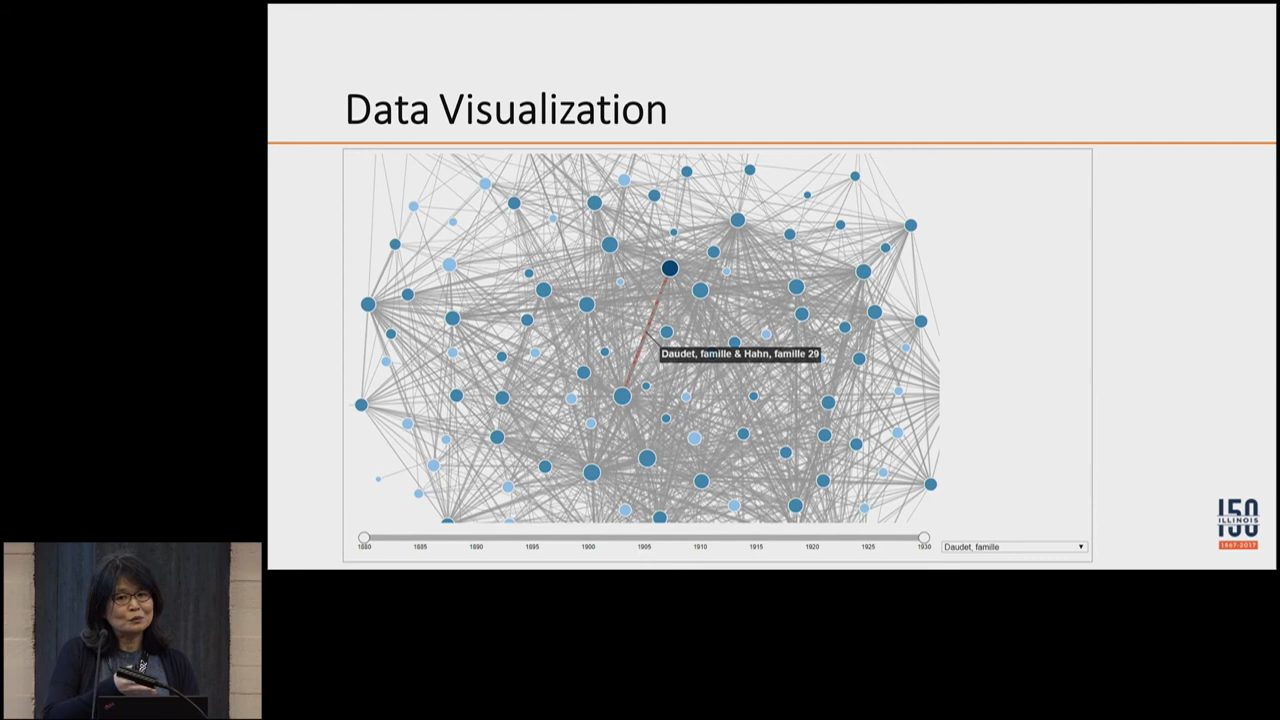 Data Visualization
Daudet, famille & Hahn, famille 29
1880 1885 1890 1895 1900 1905 1910 1915 1920 1925 1930
Daudet, famille
150
ILLINOIS
1867-2017